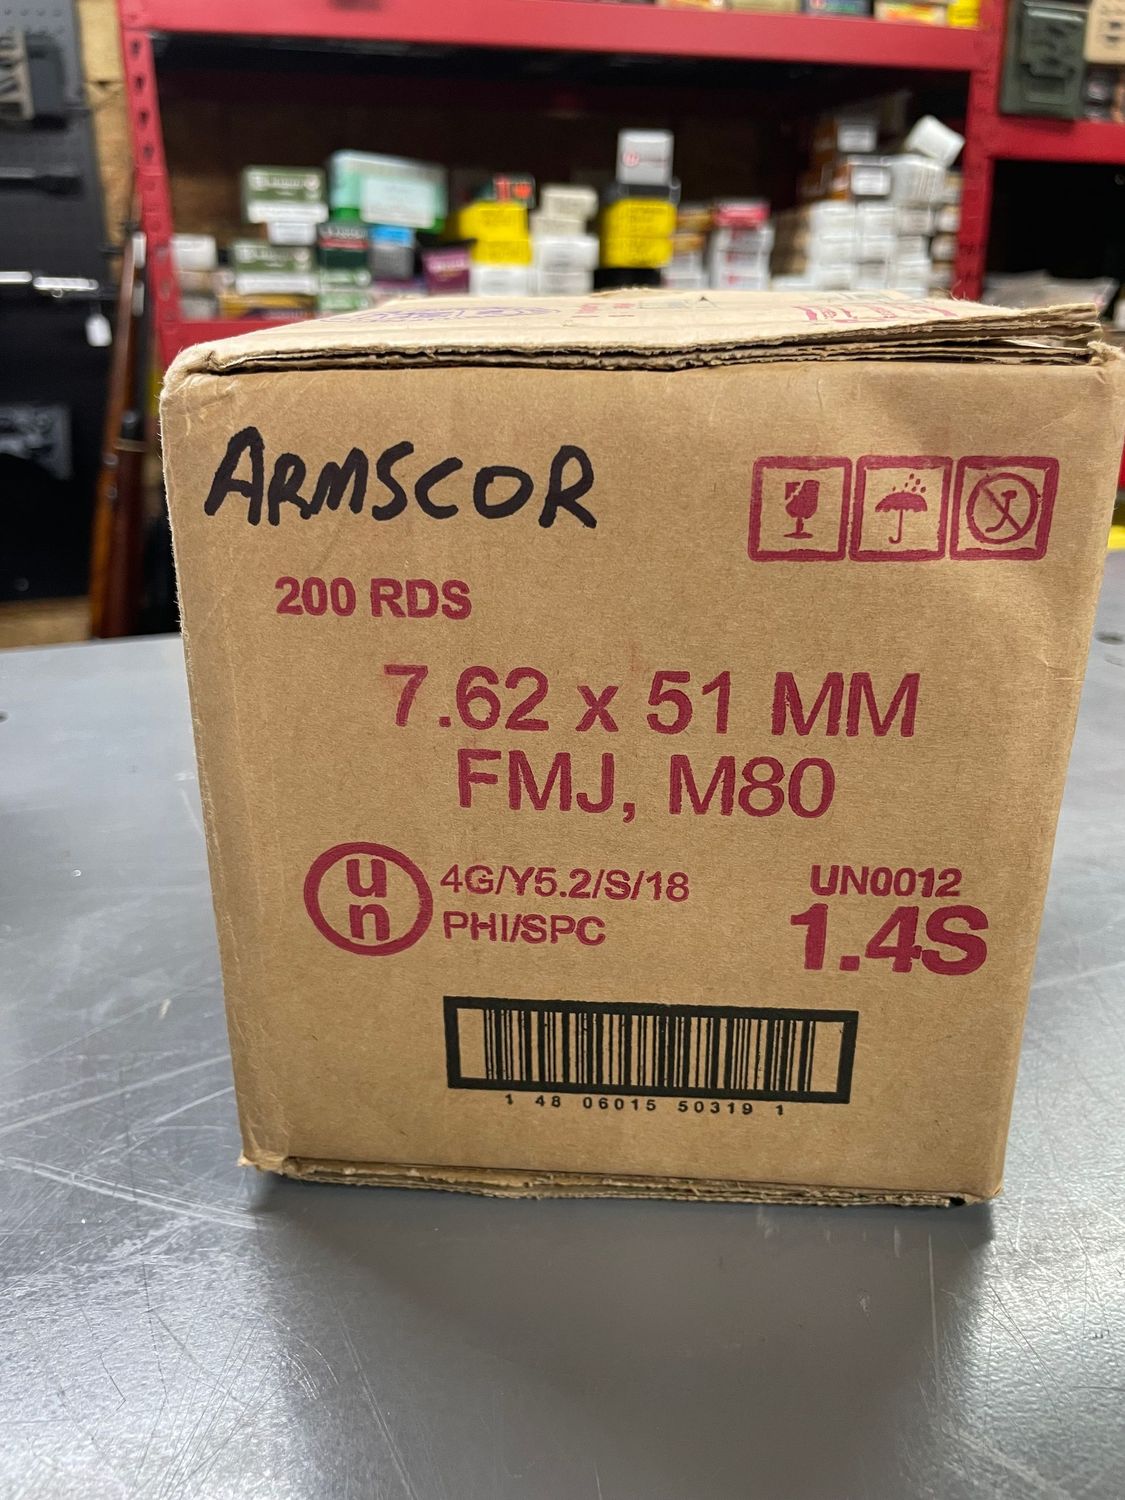 ARMSCOR
200 RDS
7.62 x 51 MM
FMJ, M80
un
4G/Y5.2/S/18
PHI/SPC
UN0012
1.4S
1 48 06015 50319 1